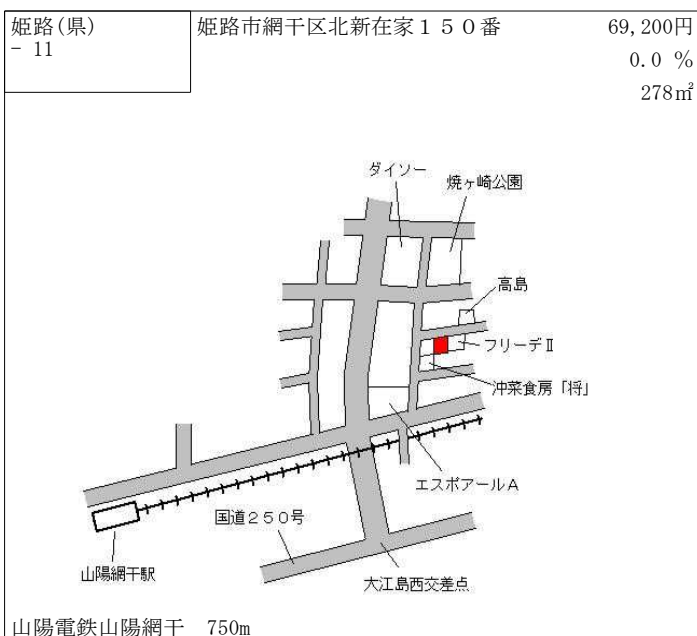 姫路(県)
- 11
姫路市網干区北新在家１５０番
69,200円
0.0 %
278㎡
ダイソー
焼ヶ崎公園
高島
フリーデⅡ
沖菜食房「将」
エスポアールＡ
国道２５０号
山陽網干駅
大江島西交差点
山陽電鉄山陽網干 750m